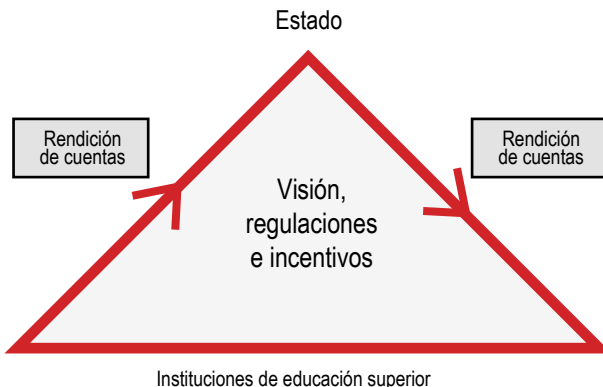 Estado
Rendición
de cuentas
Rendición
de cuentas
Visión,
regulaciones
e incentivos
Instituciones de educación superior